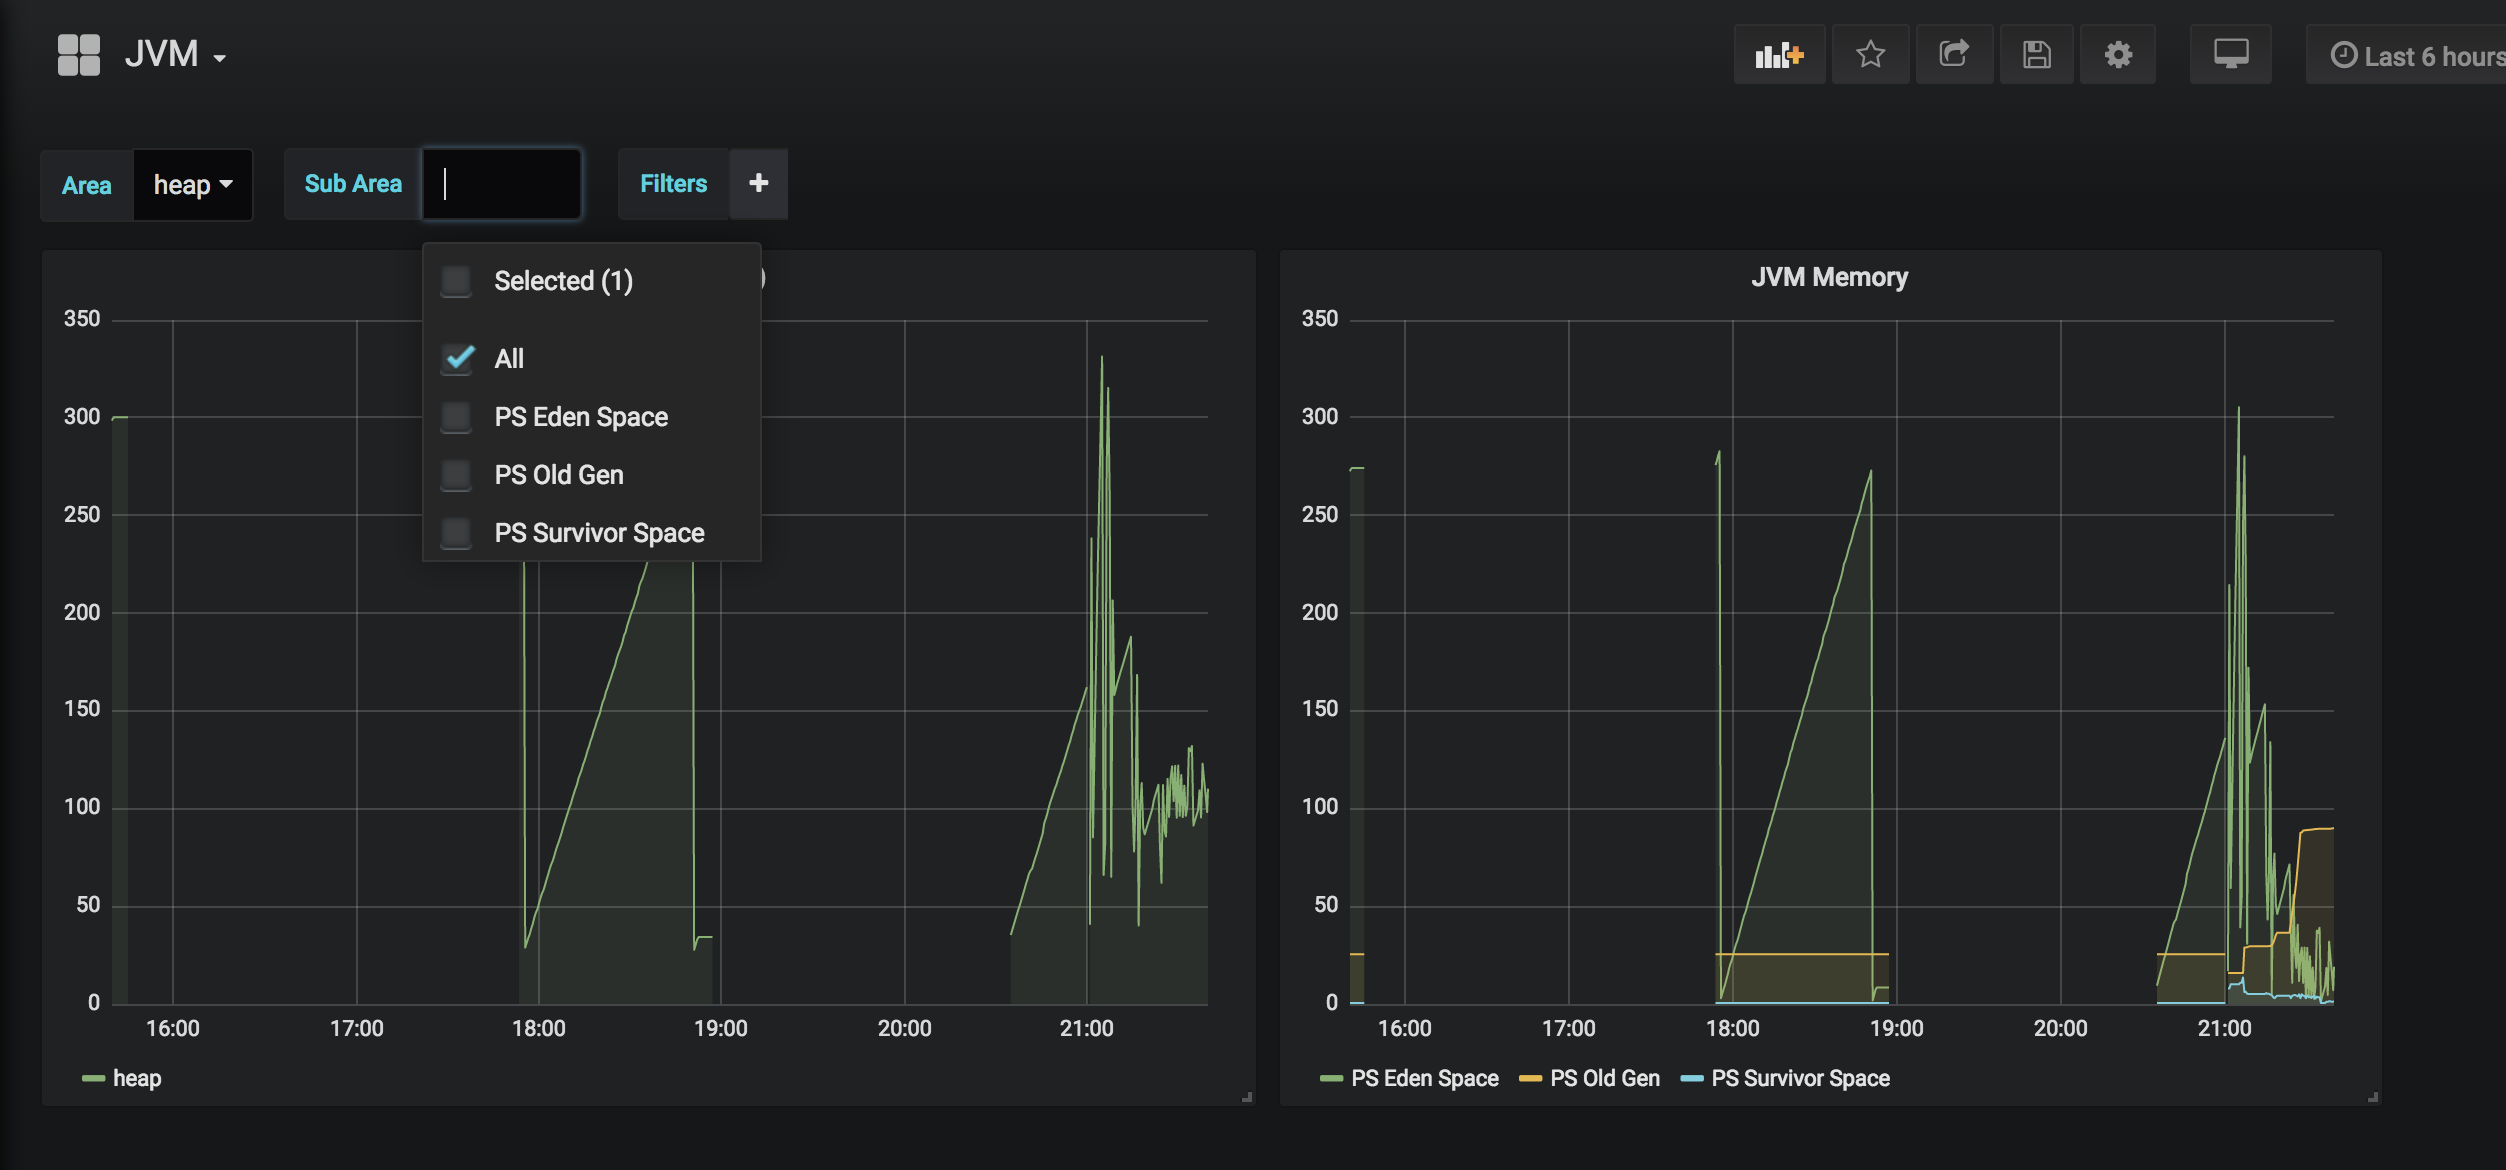 JVM
Last 6 hours
Area heap Sub Area Filters +
Selected (1)
All
PS Eden Space
PS Old Gen
PS Survivor Space
)
350
300
250
200
150
100
50
0
16:00 17:00 18:00 19:00 20:00 21:00
heap
JVM Memory
350
300
250
200
150
100
50
0
16:00 17:00 18:00 19:00 20:00 21:00
PS Eden Space PS Old Gen PS Survivor Space